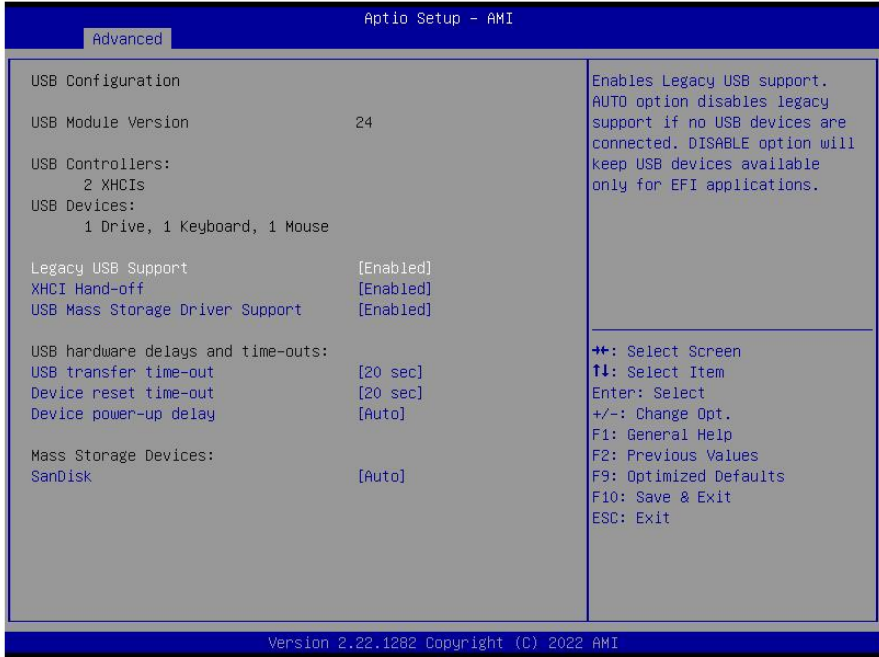 Aptio Setup – AMI
Advanced
USB Configuration
USB Module Version 24
USB Controllers:
2 XHCIs
USB Devices:
1 Drive, 1 Keyboard, 1 Mouse
Legacy USB Support [Enabled]
XHCI Hand-off [Enabled]
USB Mass Storage Driver Support [Enabled]
USB hardware delays and time-outs:
USB transfer time-out [20 sec]
Device reset time-out [20 sec]
Device power-up delay [Auto]
Mass Storage Devices:
SanDisk [Auto]
Enables Legacy USB support.
AUTO option disables legacy
support if no USB devices are
connected. DISABLE option will
keep USB devices available
only for EFI applications.
→←: Select Screen
↑↓: Select Item
Enter: Select
+/-: Change Opt.
F1: General Help
F2: Previous Values
F9: Optimized Defaults
F10: Save & Exit
ESC: Exit
Version 2.22.1282 Copyright (C) 2022 AMI